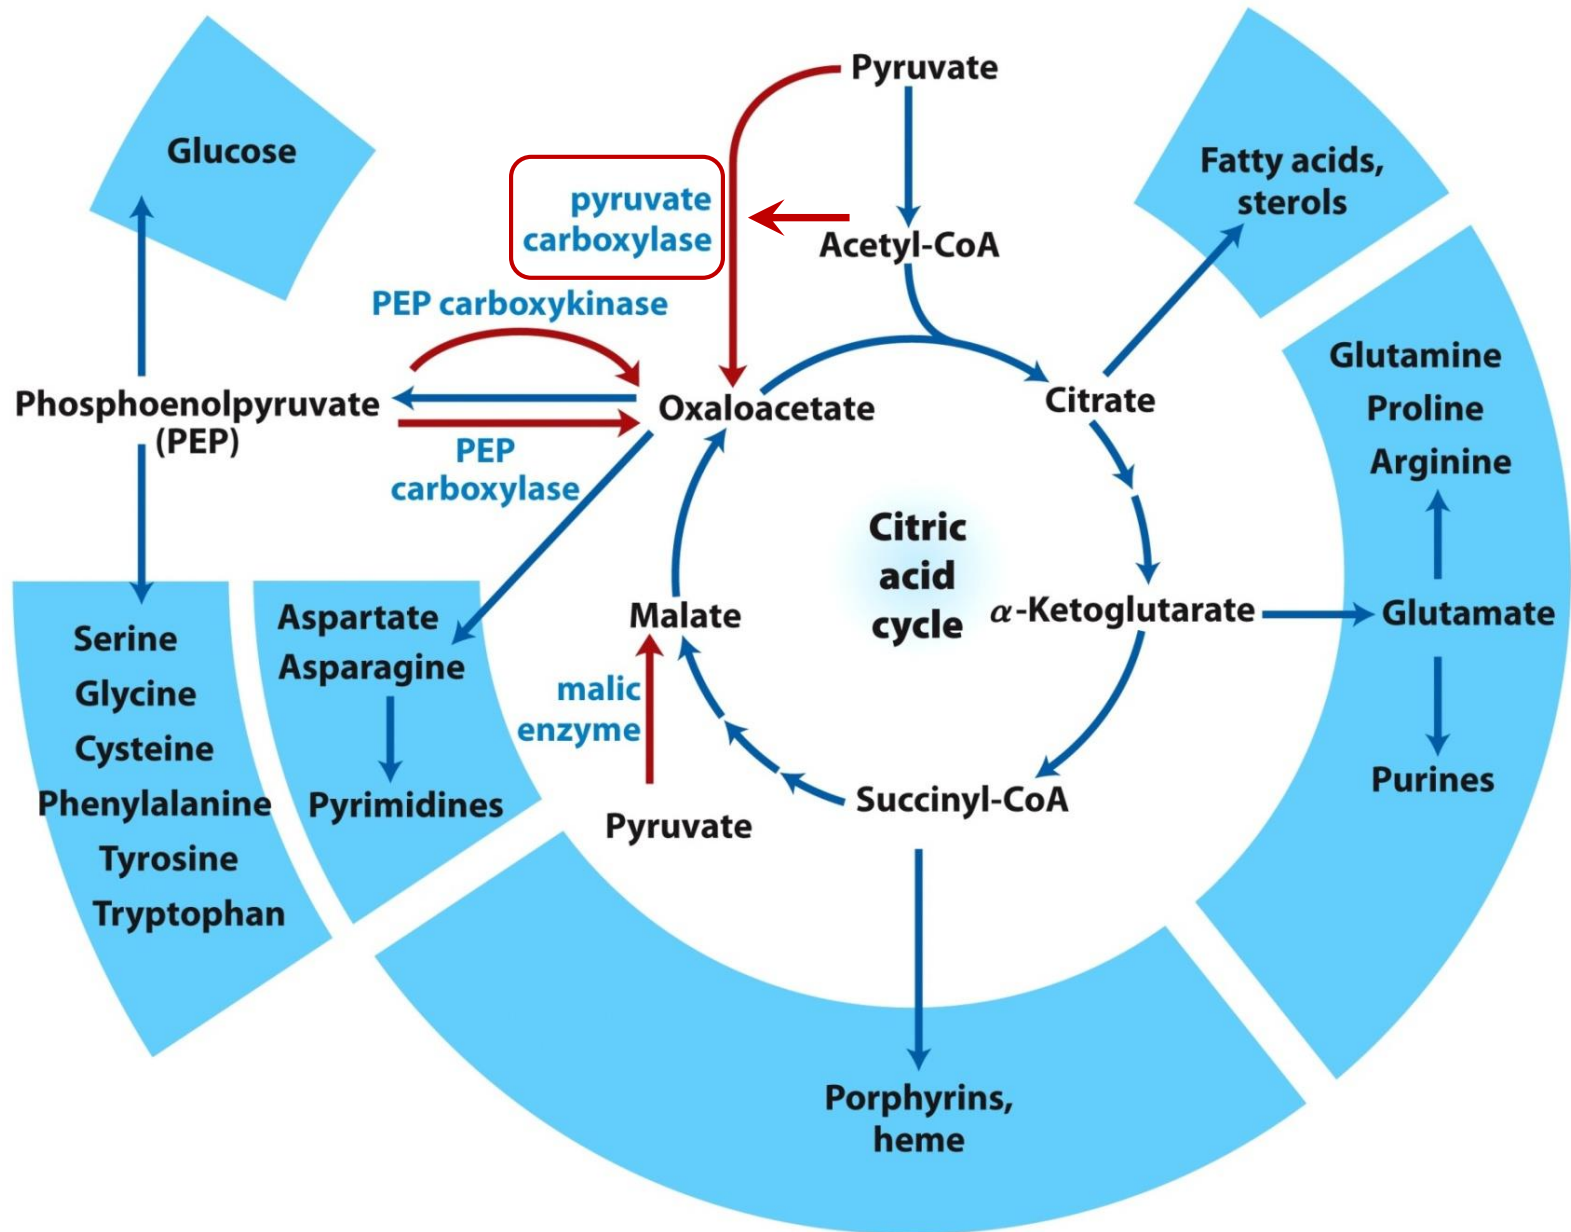 Pyruvate
Glucose
Fatty acids,
sterols
pyruvate
carboxylase
Acetyl-CoA
PEP carboxykinase
Phosphoenolpyruvate
(PEP)
Oxaloacetate
Citrate
PEP
carboxylase
Glutamine
Proline
Arginine
Citric
acid
cycle
Malate
α-Ketoglutarate
Glutamate
Purines
Serine
Glycine
Cysteine
Phenylalanine
Tyrosine
Tryptophan
Aspartate
Asparagine
Pyrimidines
malic
enzyme
Pyruvate
Succinyl-CoA
Porphyrins,
heme